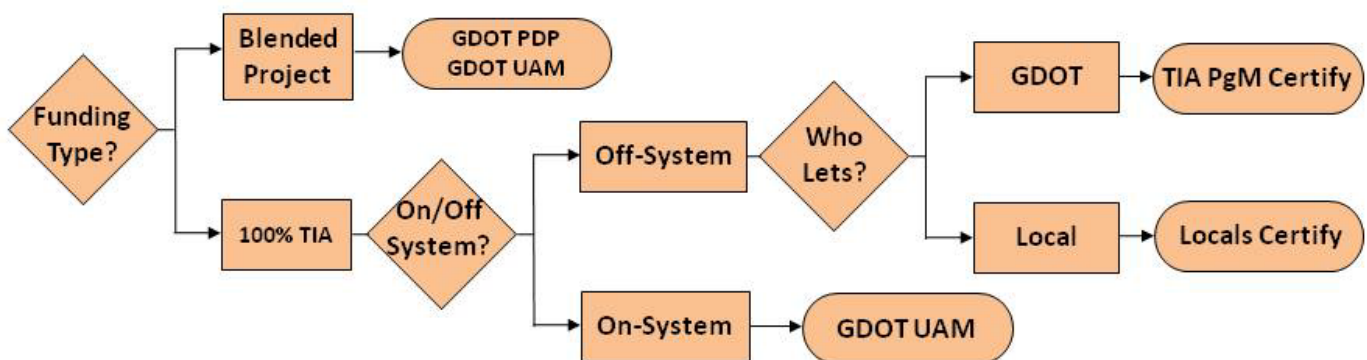 Funding
Type?
Blended
Project
GDOT PDP
GDOT UAM
100% TIA
On/Off
System?
Off-System
Who
Lets?
GDOT
TIA PgM Certify
Local
Locals Certify
On-System
GDOT UAM